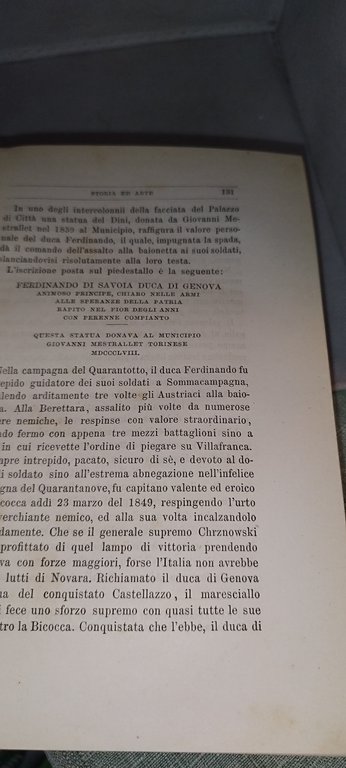 STORIA ED ARTE 131
In uno degli intercolonnii della facciata del Palazzo
di Città una statua del Dini, donata da Giovanni Me-
strallet nel 1859 al Municipio, raffigura il valore perso-
nale del duca Ferdinando, il quale, impugnata la spada,
dà il comando dell'assalto a baionetta ai suoi soldati,
slanciandovisi risolutamente alla loro testa.
L'iscrizione posta sul piedestallo è la seguente:
FERDINANDO DI SAVOIA DUCA DI GENOVA
ANIMOSO PRINCIPE, CHIARO NELLE ARMI
ALLE SPERANZE DELLA PATRIA
RAPITO NEL FIOR DEGLI ANNI
CON PERENNE COMPIANTO
QUESTA STATUA DONAVA AL MUNICIPIO
GIOVANNI MESTRALLET TORINESE
MDCCCLVIII.
Nella campagna del Quarantotto, il duca Ferdinando fu
epido guidatore dei suoi soldati a Sommacampagna,
lendo arditamente tre volte gli Austriaci alla baio-
a. Alla Berettara, assalito più volte da numerose
ere nemiche, le respinse con valore straordinario,
ndo fermo con appena tre mezzi battaglioni sino a
in cui ricevette l'ordine di piegare su Villafranca.
mpre intrepido, pacato, sicuro di sè, e devoto al do-
di soldato sino all'estrema abnegazione nell'infelice
gna del Quarantanove, fu capitano valente ed eroico
cocca addì 23 marzo del 1849, respingendo l'urto
verchiante nemico, ed alla sua volta incalzandolo
damente. Che se il generale supremo Chrznowski
profittato di quel lampo di vittoria prendendo
va con forze maggiori, forse l'Italia non avrebbe
i lutti di Novara. Richiamato il duca di Genova
ua del conquistato Castellazzo, il maresciallo
i fece uno sforzo supremo con quasi tutte le sue
tro la Bicocca. Conquistata che l'ebbe, il duca di